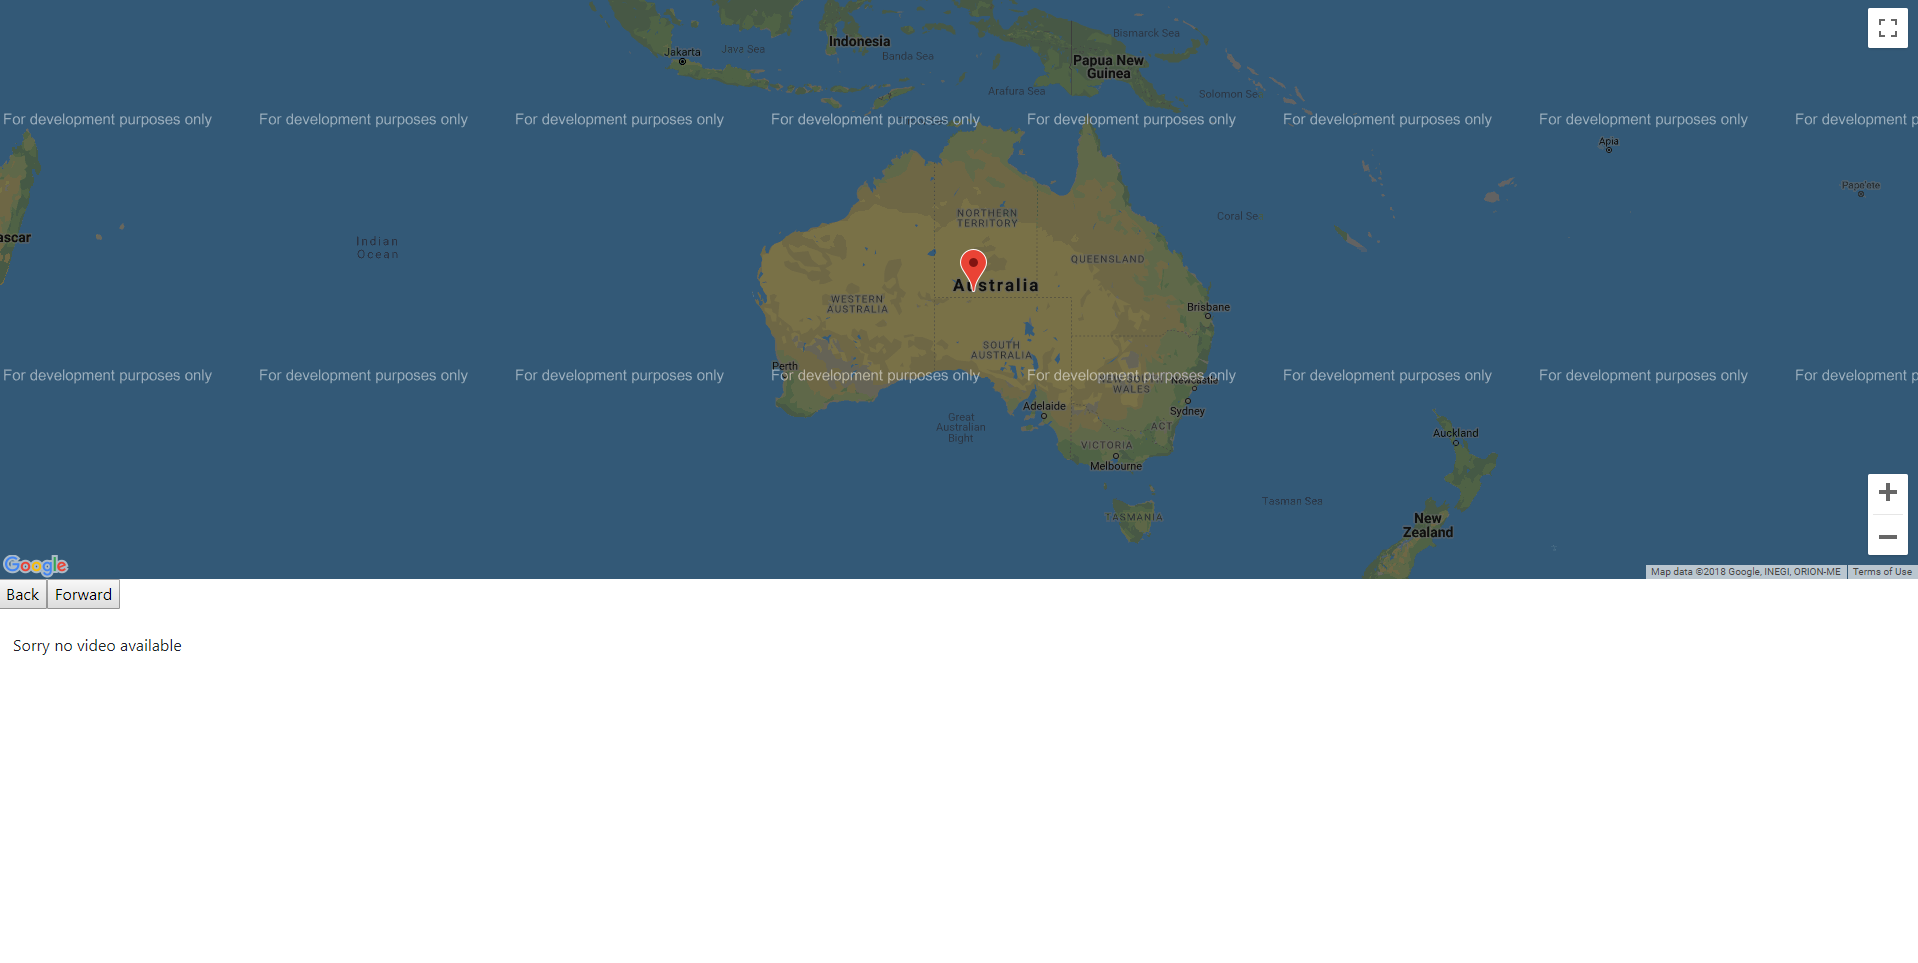 Indonesia
Jakarta
Java Sea
Banda Sea
Bismarck Sea
Papua New
Guinea
Arafura Sea
Solomon Se
For development purposes only For development purposes only For development purposes only For development purposes only For development purposes only For development purposes only For development purposes only For development p
Apia
Papeete
NORTHERN
TERRITORY
Coral Se
ascar
Indian
Ocean
QUEENSLAND
Australia
WESTERN
AUSTRALIA
Brisbane
SOUTH
AUSTRALIA
Perth
For development purposes only For development purposes only For development purposes only For development purposes only For development purposes only For development purposes only For development purposes only For development p
Newcastle
WALES
Adelaide
Sydney
Great
Australian
Bight
ACT
Auckland
VICTORIA
Melbourne
Tasman Sea
TASMANIA
New
Zealand
Google
Map data ©2018 Google, INEGI, ORION-ME Terms of Use
Back Forward
Sorry no video available